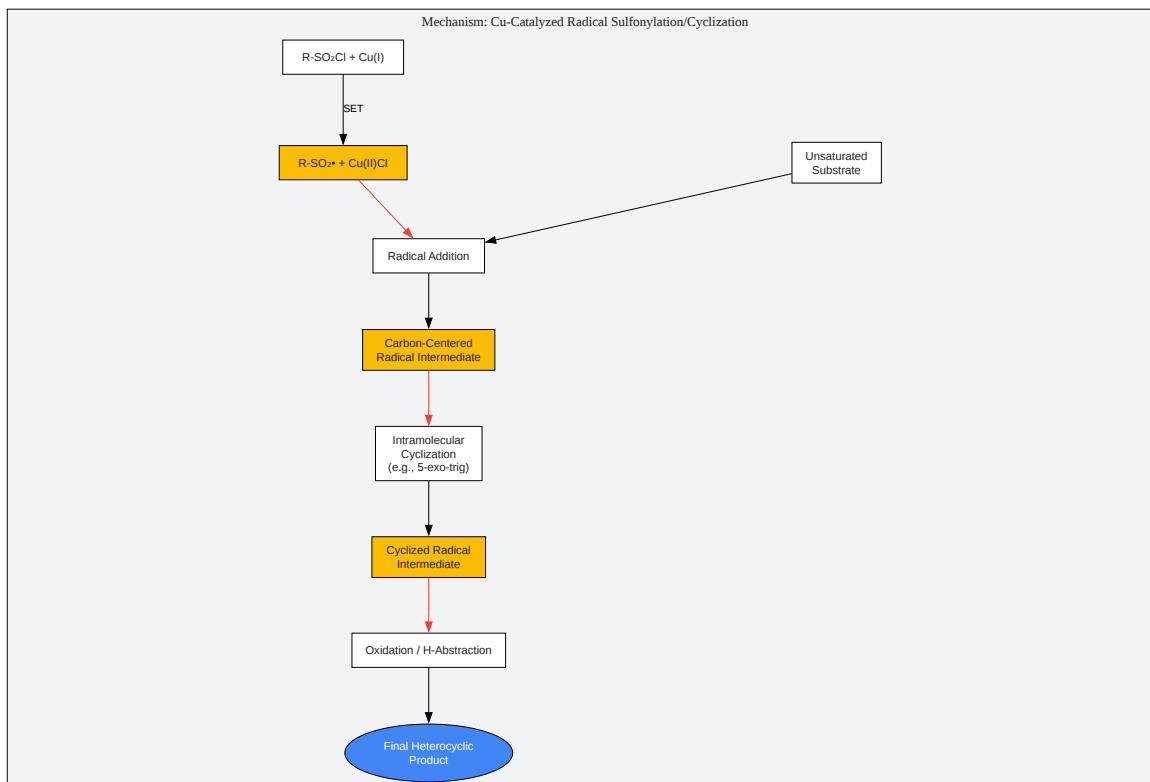 Mechanism: Cu-Catalyzed Radical Sulfonylation/Cyclization
R-SO₂Cl + Cu(I)
SET
R-SO₂• + Cu(II)Cl
Unsaturated
Substrate
Radical Addition
Carbon-Centered
Radical Intermediate
Intramolecular
Cyclization
(e.g., 5-exo-trig)
Cyclized Radical
Intermediate
Oxidation / H-Abstraction
Final Heterocyclic
Product